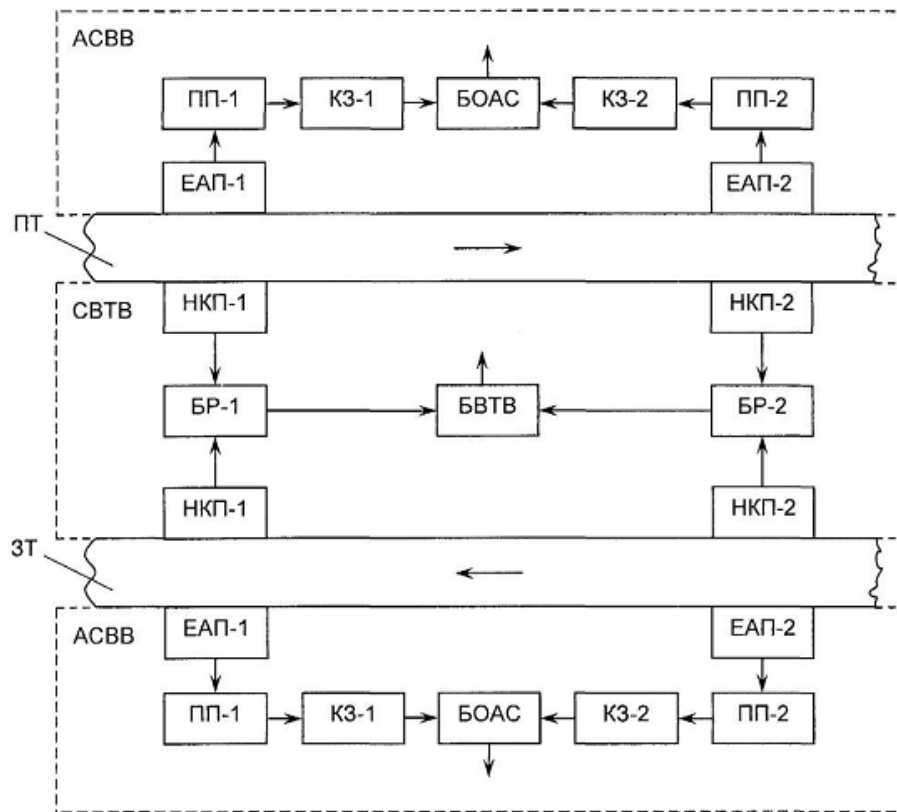 АСВВ
ПП-1 КЗ-1 БОАС КЗ-2 ПП-2
ЕАП-1 ЕАП-2
ПТ
СВТВ
НКП-1 НКП-2
БР-1 БВТВ БР-2
НКП-1 НКП-2
ЗТ
АСВВ
ЕАП-1 ЕАП-2
ПП-1 КЗ-1 БОАС КЗ-2 ПП-2